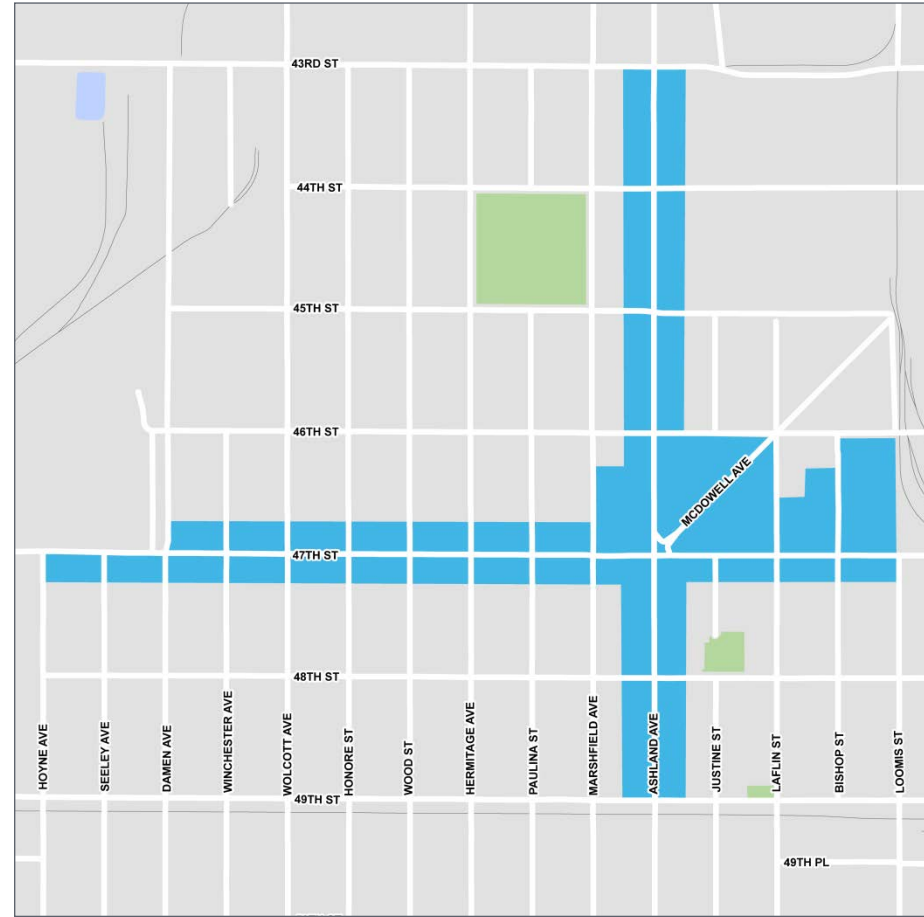 43RD ST
44TH ST
45TH ST
46TH ST
MCDOWELL AVE
47TH ST
48TH ST
HOYNE AVE
SEELEY AVE
DAMEN AVE
WINCHESTER AVE
WOLCOTT AVE
HONORE ST
WOOD ST
HERMITAGE AVE
PAULINA ST
MARSHFIELD AVE
ASHLAND AVE
JUSTINE ST
LAFLIN ST
BISHOP ST
LOOMIS ST
49TH ST
49TH PL